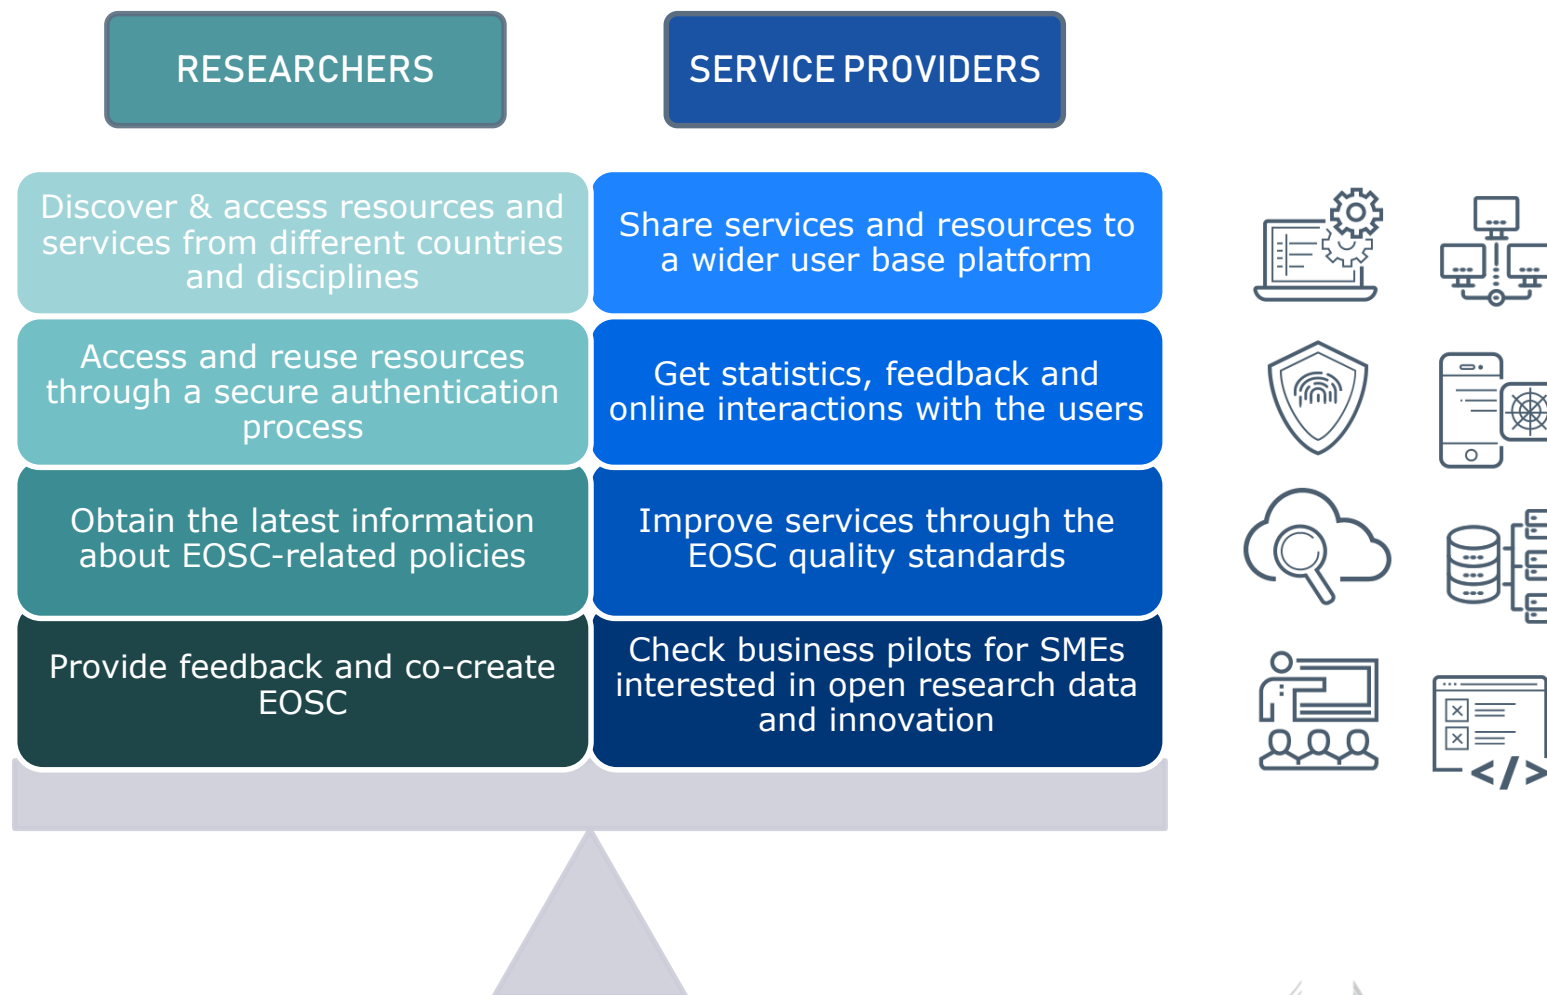 RESEARCHERS
SERVICE PROVIDERS
Discover & access resources and
services from different countries
and disciplines
Share services and resources to
a wider user base platform
Access and reuse resources
through a secure authentication
process
Get statistics, feedback and
online interactions with the users
Obtain the latest information
about EOSC-related policies
Improve services through the
EOSC quality standards
Provide feedback and co-create
EOSC
Check business pilots for SMEs
interested in open research data
and innovation
</>